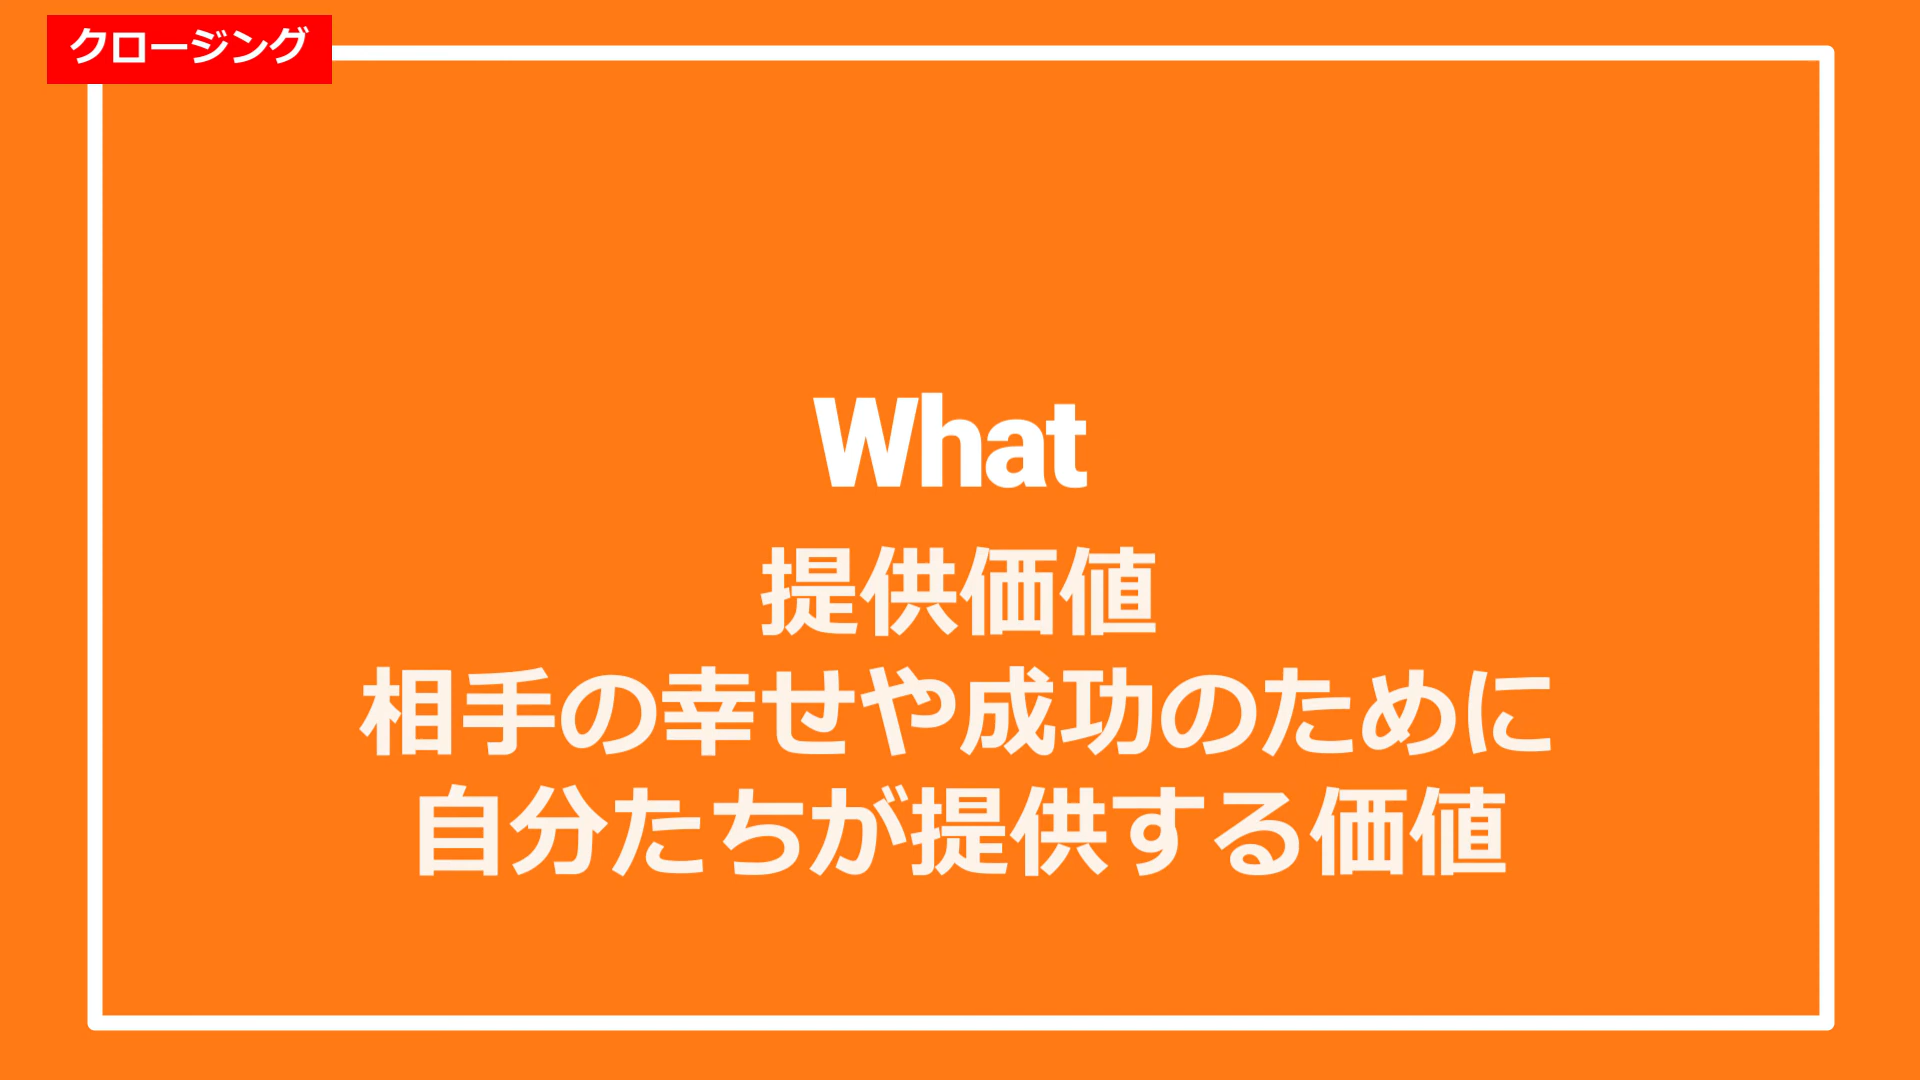 クロージング
What
提供価値
相手の幸せや成功のために
自分たちが提供する価値